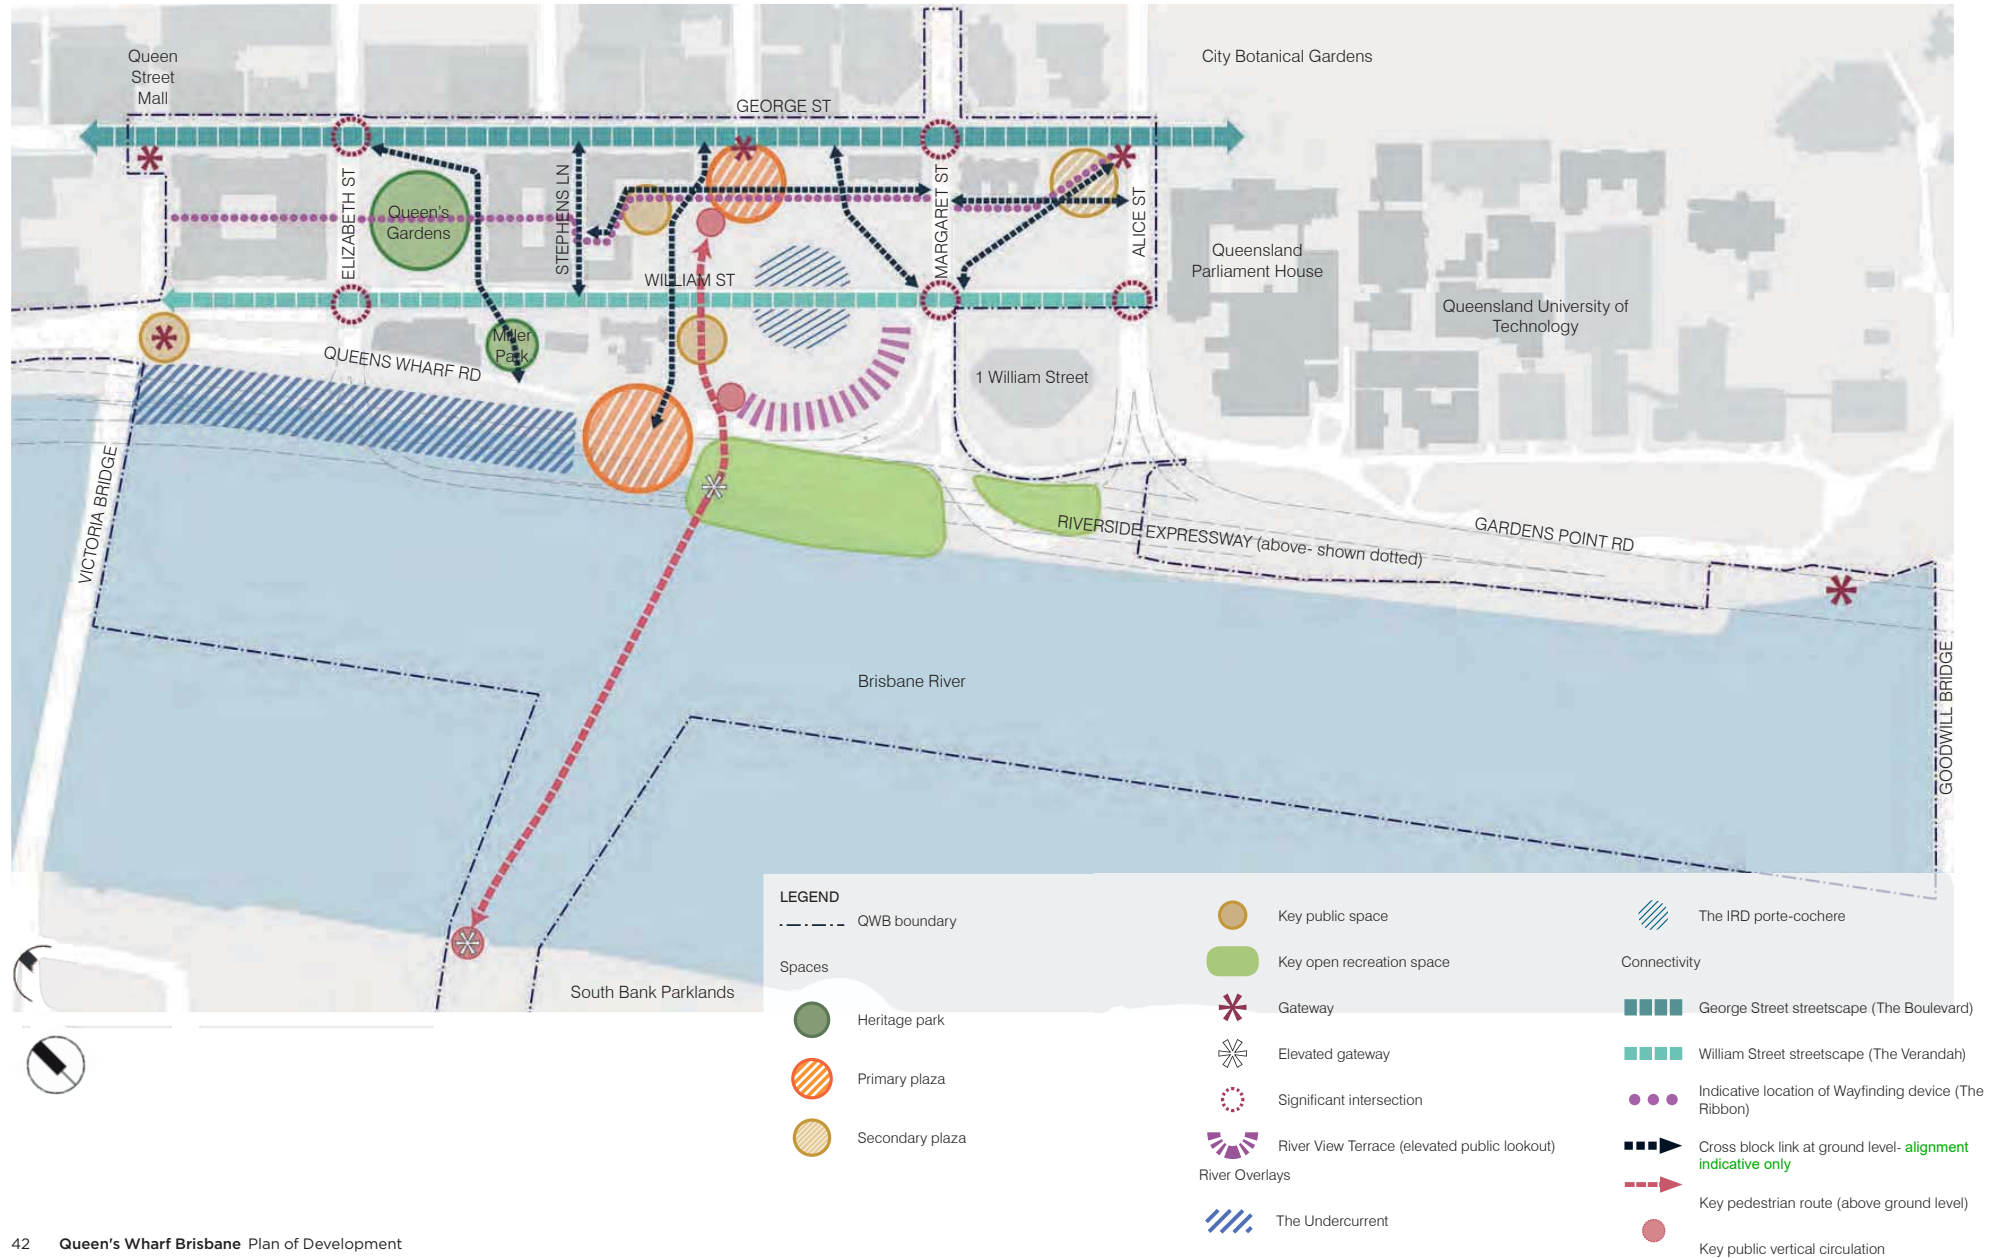 Queen
Street
Mall
City Botanical Gardens
GEORGE ST
ELIZABETH ST
Queen's
Gardens
STEPHENS LN
MARGARET ST
ALICE ST
WILLIAM ST
Queensland
Parliament House
Queensland University of
Technology
Miller
Park
QUEENS WHARF RD
1 William Street
VICTORIA BRIDGE
RIVERSIDE EXPRESSWAY (above- shown dotted)
GARDENS POINT RD
GOODWILL BRIDGE
Brisbane River
South Bank Parklands
LEGEND
QWB boundary
Spaces
Heritage park
Primary plaza
Secondary plaza
Key public space
Key open recreation space
Gateway
Elevated gateway
Significant intersection
River View Terrace (elevated public lookout)
River Overlays
The Undercurrent
The IRD porte-cochere
Connectivity
George Street streetscape (The Boulevard)
William Street streetscape (The Verandah)
Indicative location of Wayfinding device (The
Ribbon)
Cross block link at ground level- alignment
indicative only
Key pedestrian route (above ground level)
Key public vertical circulation
42 Queen's Wharf Brisbane Plan of Development